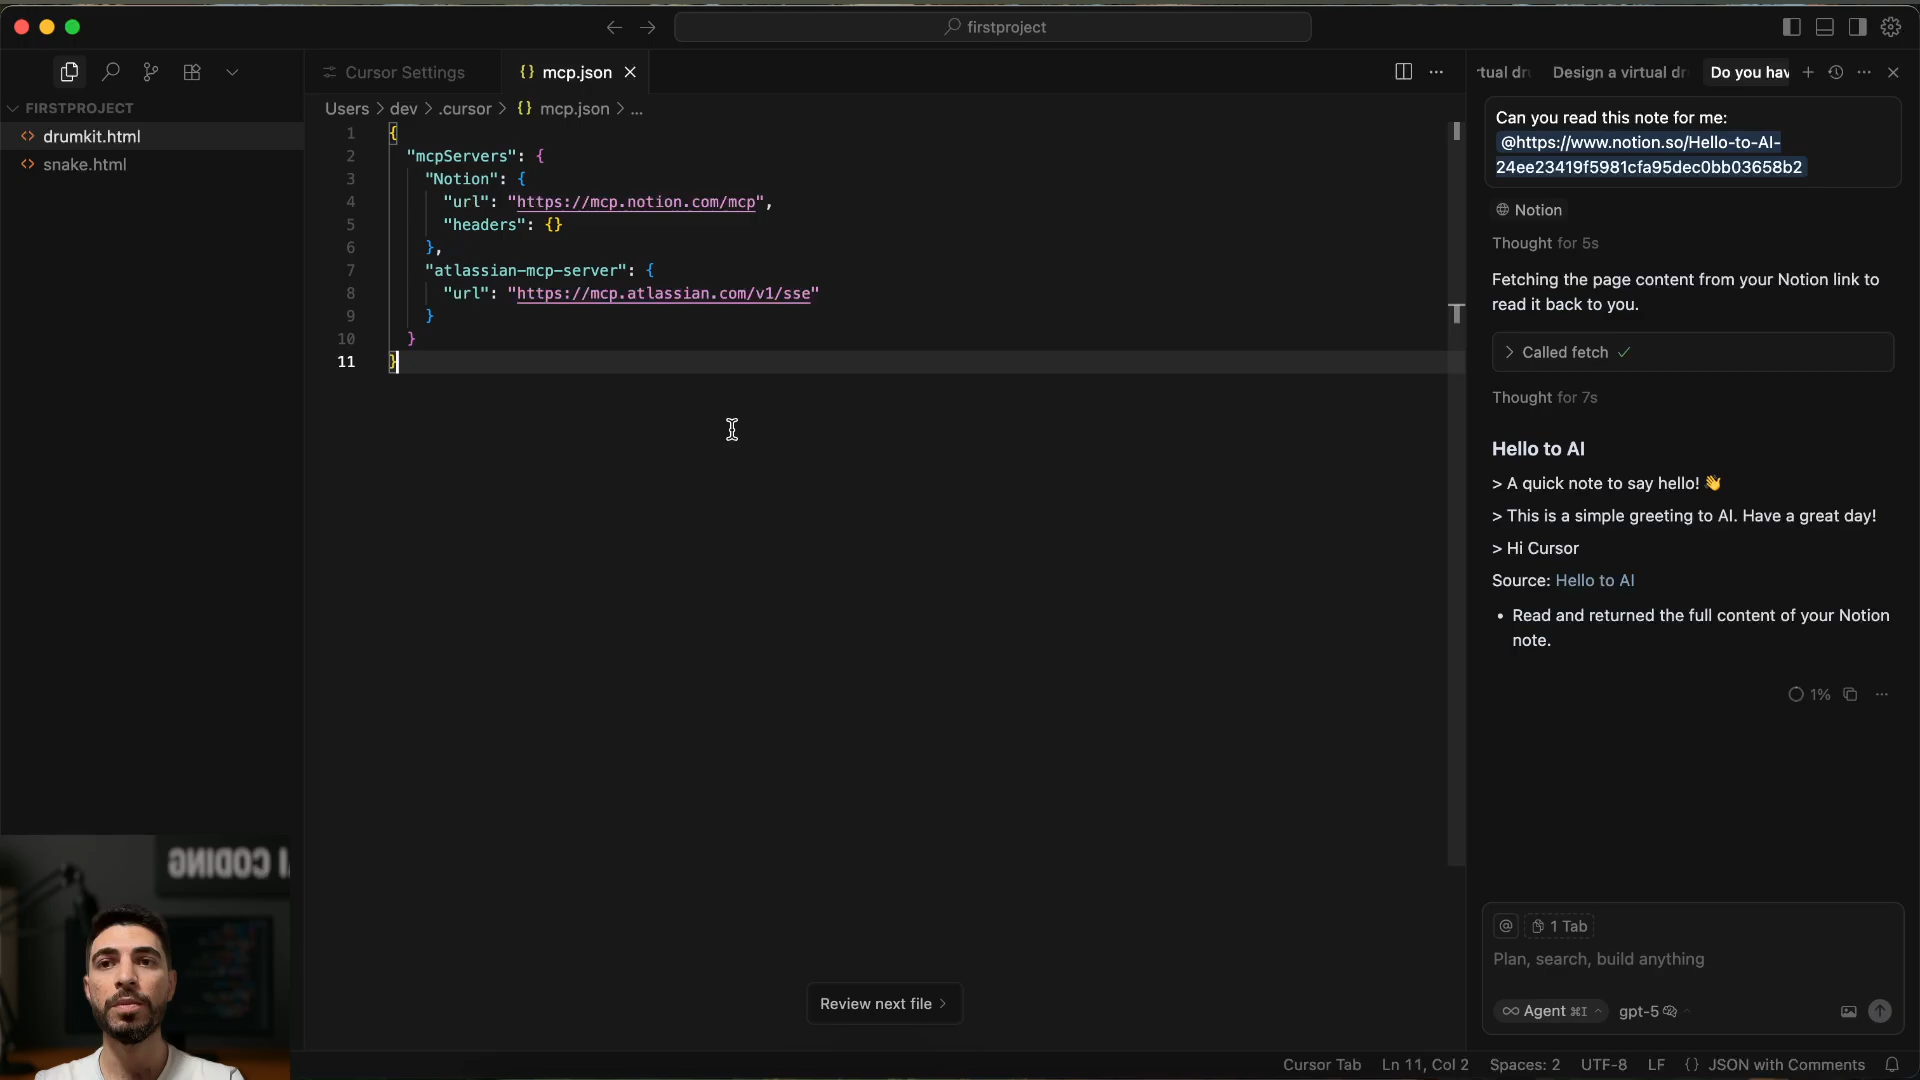 firstproject
FIRSTPROJECT
drumkit.html
snake.html
Cursor Settings
{} mcp.json
Users > dev > .cursor > {} mcp.json > ...
1 {
2 "mcpServers": {
3 "Notion": {
4 "url": "https://mcp.notion.com/mcp",
5 "headers": {}
6 },
7 "atlassian-mcp-server": {
8 "url": "https://mcp.atlassian.com/v1/sse"
9 }
10 }
11 }
Review next file >
rtual dr Design a virtual dr Do you hav
Can you read this note for me:
@https://www.notion.so/Hello-to-AI-
24ee23419f5981cfa95dec0bb03658b2
Notion
Thought for 5s
Fetching the page content from your Notion link to
read it back to you.
> Called fetch ✓
Thought for 7s
Hello to AI
> A quick note to say hello! 👋
> This is a simple greeting to AI. Have a great day!
> Hi Cursor
Source: Hello to AI
• Read and returned the full content of your Notion
note.
1%
@ 1 Tab
Plan, search, build anything
∞ Agent ⌘I gpt-5
I CODING
Cursor Tab Ln 11, Col 2 Spaces: 2 UTF-8 LF {} JSON with Comments